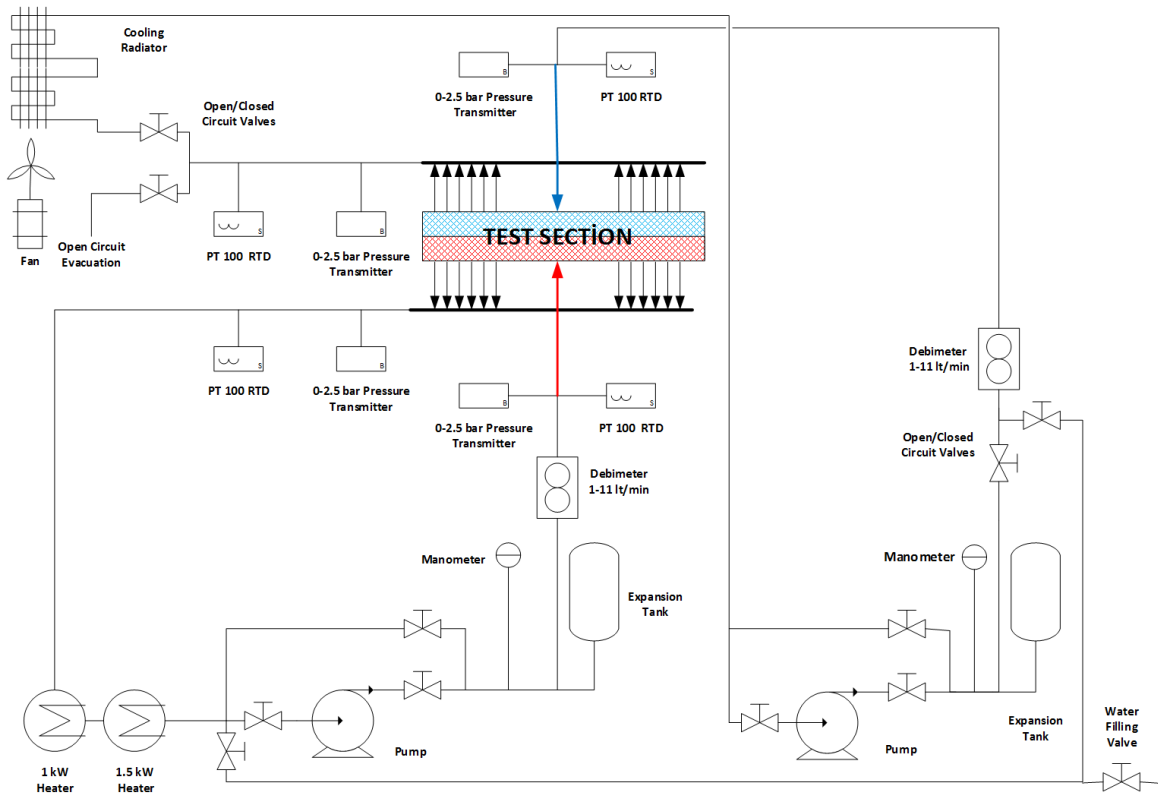 Cooling
Radiator
B
S
0-2.5 bar Pressure
Transmitter
PT 100 RTD
Open/Closed
Circuit Valves
TEST SECTİON
S
B
Fan
Open Circuit
Evacuation
PT 100 RTD
0-2.5 bar Pressure
Transmitter
S
B
PT 100 RTD
0-2.5 bar Pressure
Transmitter
Debimeter
1-11 lt/min
B
S
0-2.5 bar Pressure
Transmitter
PT 100 RTD
Open/Closed
Circuit Valves
Debimeter
1-11 lt/min
Manometer
Manometer
Expansion
Tank
Expansion
Tank
Water
Filling
Valve
Pump
Pump
1 kW
Heater
1.5 kW
Heater